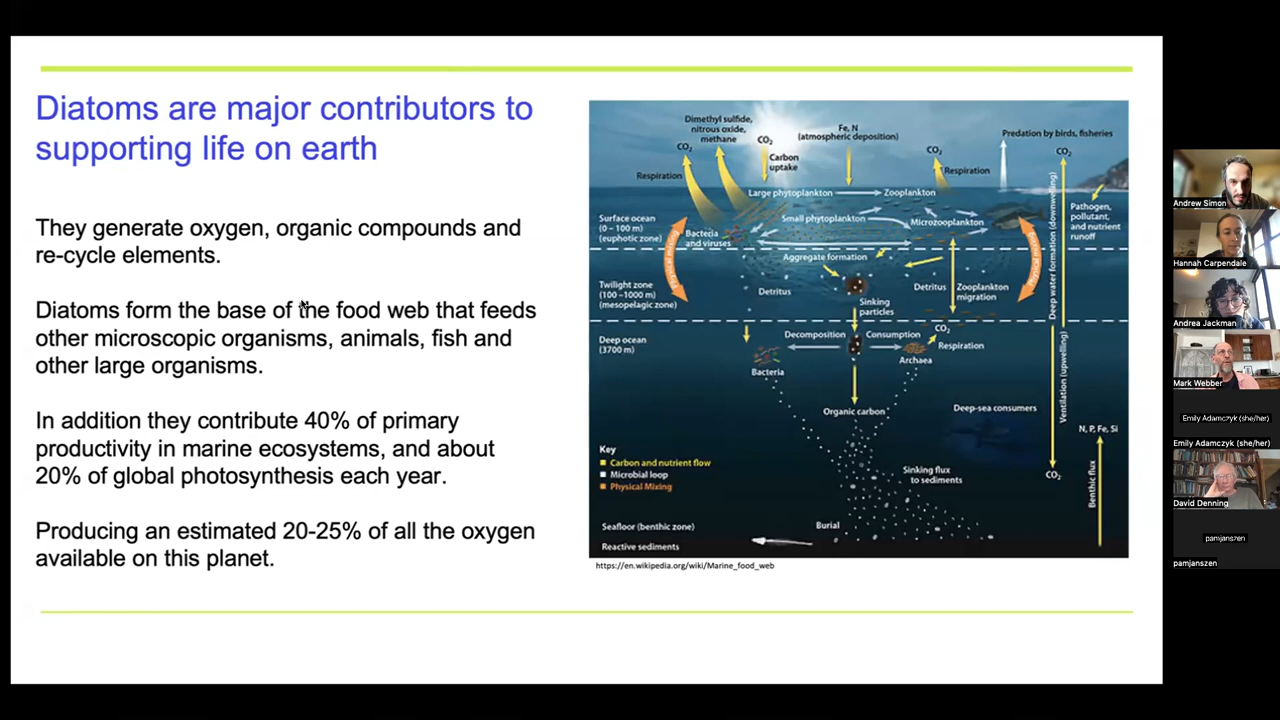 Diatoms are major contributors to
supporting life on earth
They generate oxygen, organic compounds and
re-cycle elements.
Diatoms form the base of the food web that feeds
other microscopic organisms, animals, fish and
other large organisms.
In addition they contribute 40% of primary
productivity in marine ecosystems, and about
20% of global photosynthesis each year.
Producing an estimated 20-25% of all the oxygen
available on this planet.
Dimethyl sulfide,
nitrous oxide,
methane
CO2
Respiration
CO2
Carbon
uptake
Fe, N
(atmospheric deposition)
CO2
Respiration
Predation by birds, fisheries
CO2
Large phytoplankton
Zooplankton
Small phytoplankton
Microzooplankton
Pathogen,
pollutant,
and nutrient
runoff
Surface ocean
(0 – 100 m)
(euphotic zone)
Physical mixing
Bacteria
and viruses
Physical mixing
Deep water formation (downwelling)
Aggregate formation
Twilight zone
(100 –1000 m)
(mesopelagic zone)
Detritus
Detritus
Zooplankton
migration
Sinking
particles
Deep ocean
(3700 m)
Decomposition
Consumption
CO2
Respiration
Bacteria
Archaea
Ventilation (upwelling)
Organic carbon
Deep-sea consumers
N, P, Fe, Si
Key
Carbon and nutrient flow
Microbial loop
Physical Mixing
Sinking flux
to sediments
CO2
Benthic flux
Seafloor (benthic zone)
Burial
Reactive sediments
https://en.wikipedia.org/wiki/Marine_food_web
Andrew Simon
Hannah Carpendale
Andrea Jackman
Mark Webber
Emily Adamczyk (she/her)
Emily Adamczyk (she/her)
David Denning
pamjanszen
pamjanszen